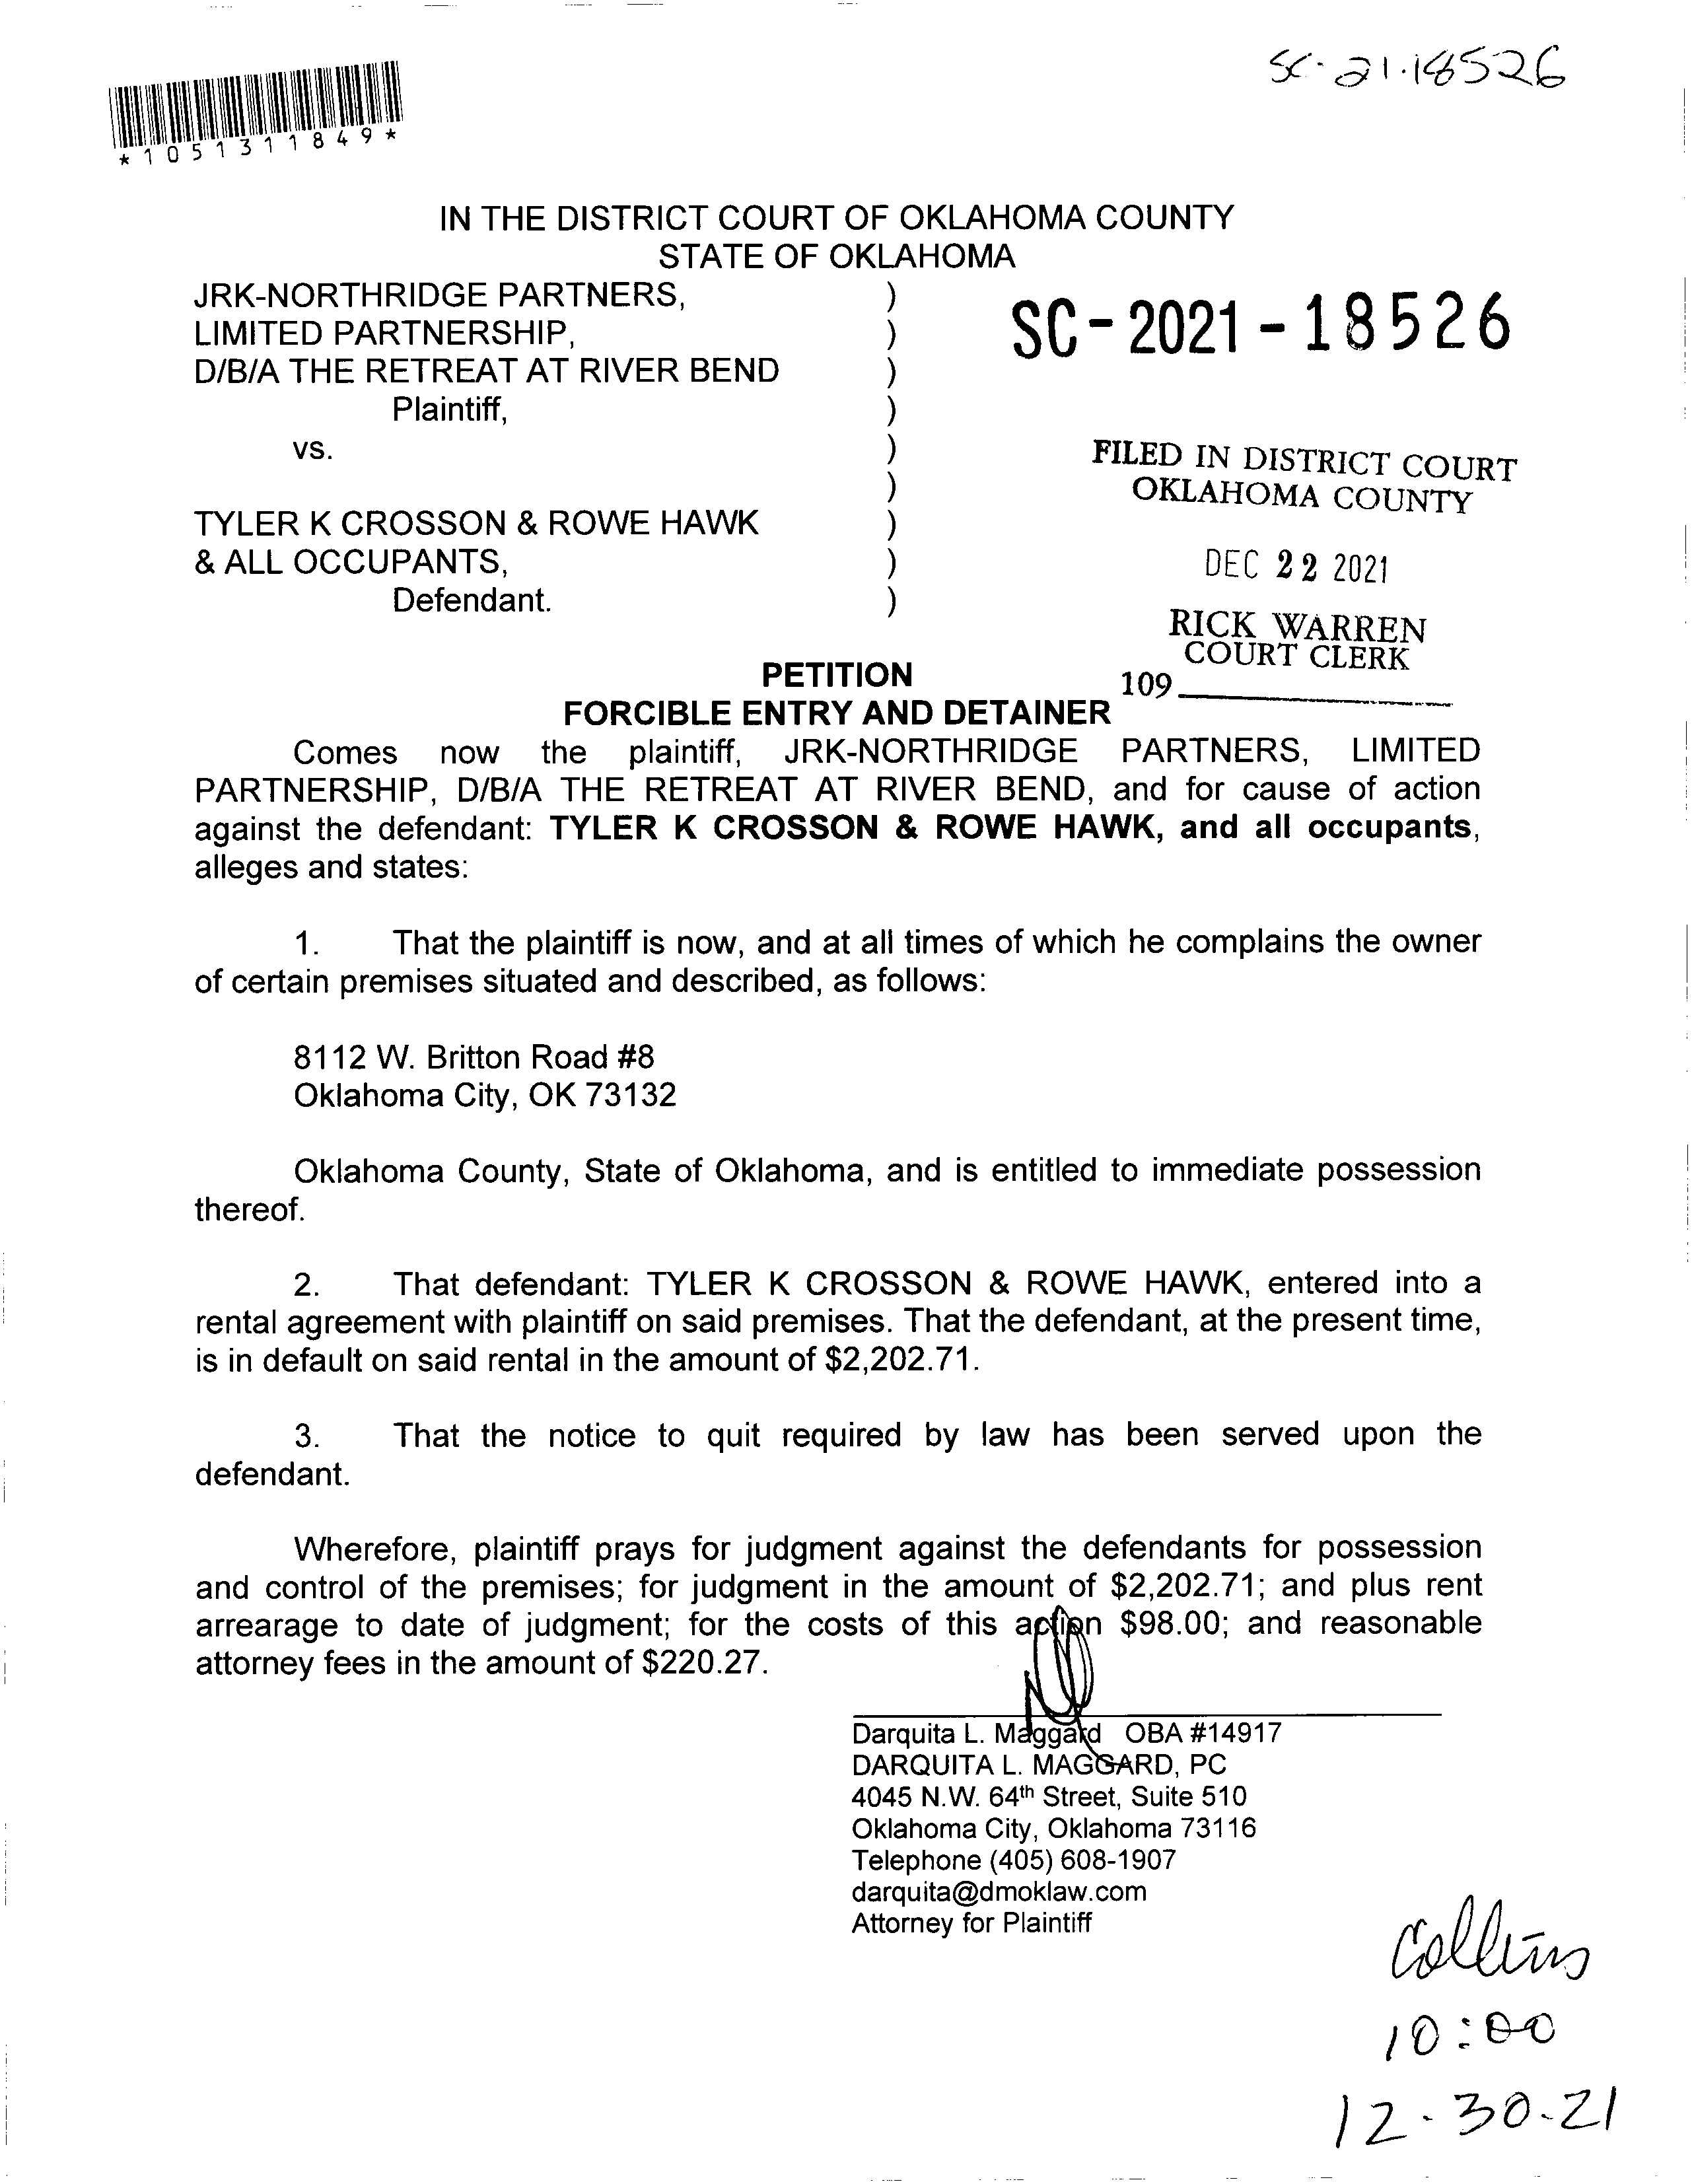 SC-21-18526
*1051311849*
IN THE DISTRICT COURT OF OKLAHOMA COUNTY
STATE OF OKLAHOMA
JRK-NORTHRIDGE PARTNERS, )
LIMITED PARTNERSHIP, )
D/B/A THE RETREAT AT RIVER BEND )
Plaintiff, )
vs. )
)
TYLER K CROSSON & ROWE HAWK )
& ALL OCCUPANTS, )
Defendant. )
SC-2021-18526
FILED IN DISTRICT COURT
OKLAHOMA COUNTY
DEC 22 2021
RICK WARREN
COURT CLERK
109
PETITION
FORCIBLE ENTRY AND DETAINER
Comes now the plaintiff, JRK-NORTHRIDGE PARTNERS, LIMITED
PARTNERSHIP, D/B/A THE RETREAT AT RIVER BEND, and for cause of action
against the defendant: TYLER K CROSSON & ROWE HAWK, and all occupants,
alleges and states:
1. That the plaintiff is now, and at all times of which he complains the owner
of certain premises situated and described, as follows:
8112 W. Britton Road #8
Oklahoma City, OK 73132
Oklahoma County, State of Oklahoma, and is entitled to immediate possession
thereof.
2. That defendant: TYLER K CROSSON & ROWE HAWK, entered into a
rental agreement with plaintiff on said premises. That the defendant, at the present time,
is in default on said rental in the amount of $2,202.71.
3. That the notice to quit required by law has been served upon the
defendant.
Wherefore, plaintiff prays for judgment against the defendants for possession
and control of the premises; for judgment in the amount of $2,202.71; and plus rent
arrearage to date of judgment; for the costs of this action $98.00; and reasonable
attorney fees in the amount of $220.27.
Darquita L. Maggard OBA #14917
DARQUITA L. MAGGARD, PC
4045 N.W. 64th Street, Suite 510
Oklahoma City, Oklahoma 73116
Telephone (405) 608-1907
darquita@dmoklaw.com
Attorney for Plaintiff
Collins
10:00
12-30-21